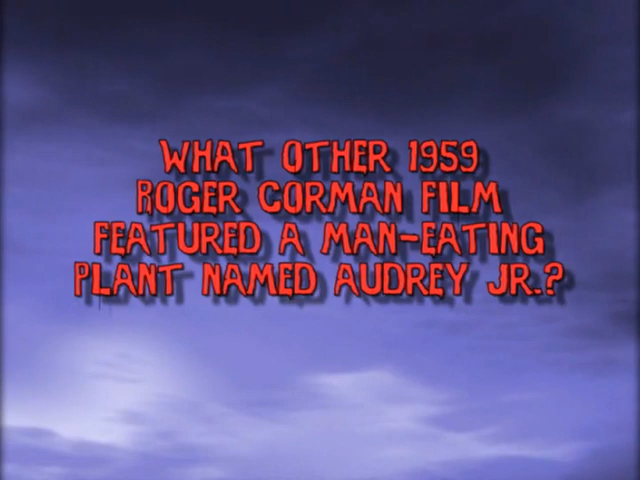 WHAT OTHER 1959
ROGER CORMAN FILM
FEATURED A MAN-EATING
PLANT NAMED AUDREY JR.?